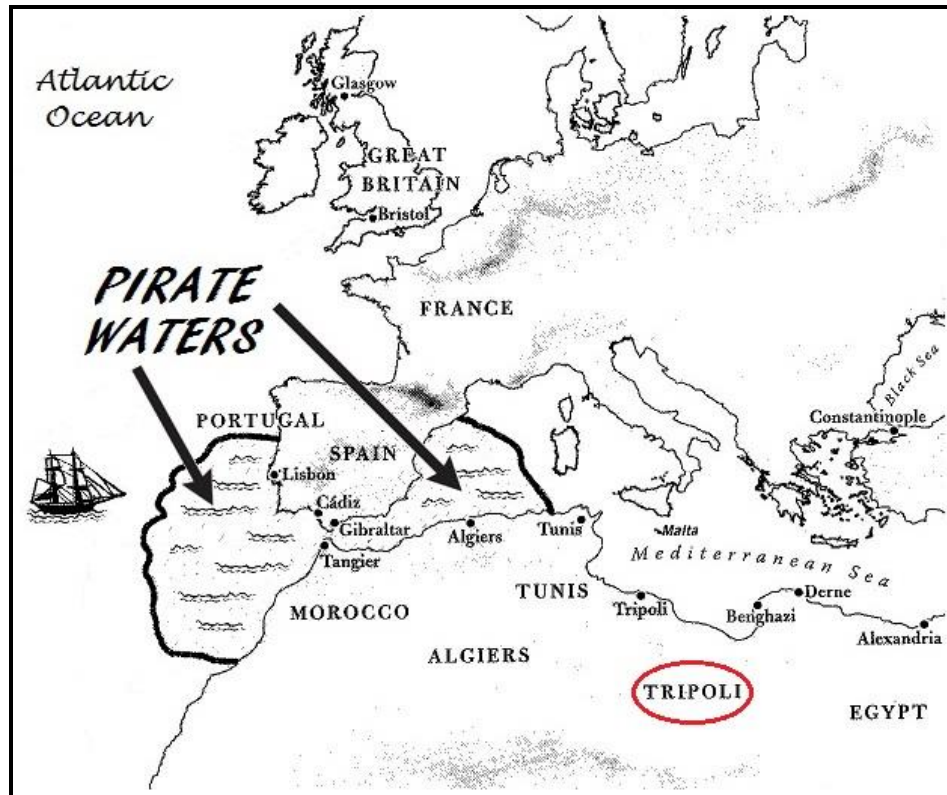 Atlantic
Ocean
Glasgow
GREAT
BRITAIN
Bristol
PIRATE
WATERS
FRANCE
Black Sea
Constantinople
PORTUGAL
SPAIN
Lisbon
Cádiz
Gibraltar
Algiers
Tunis
Malta
Tangier
Mediterranean Sea
TUNIS
Derne
MOROCCO
Tripoli
Benghazi
Alexandria
ALGIERS
TRIPOLI
EGYPT